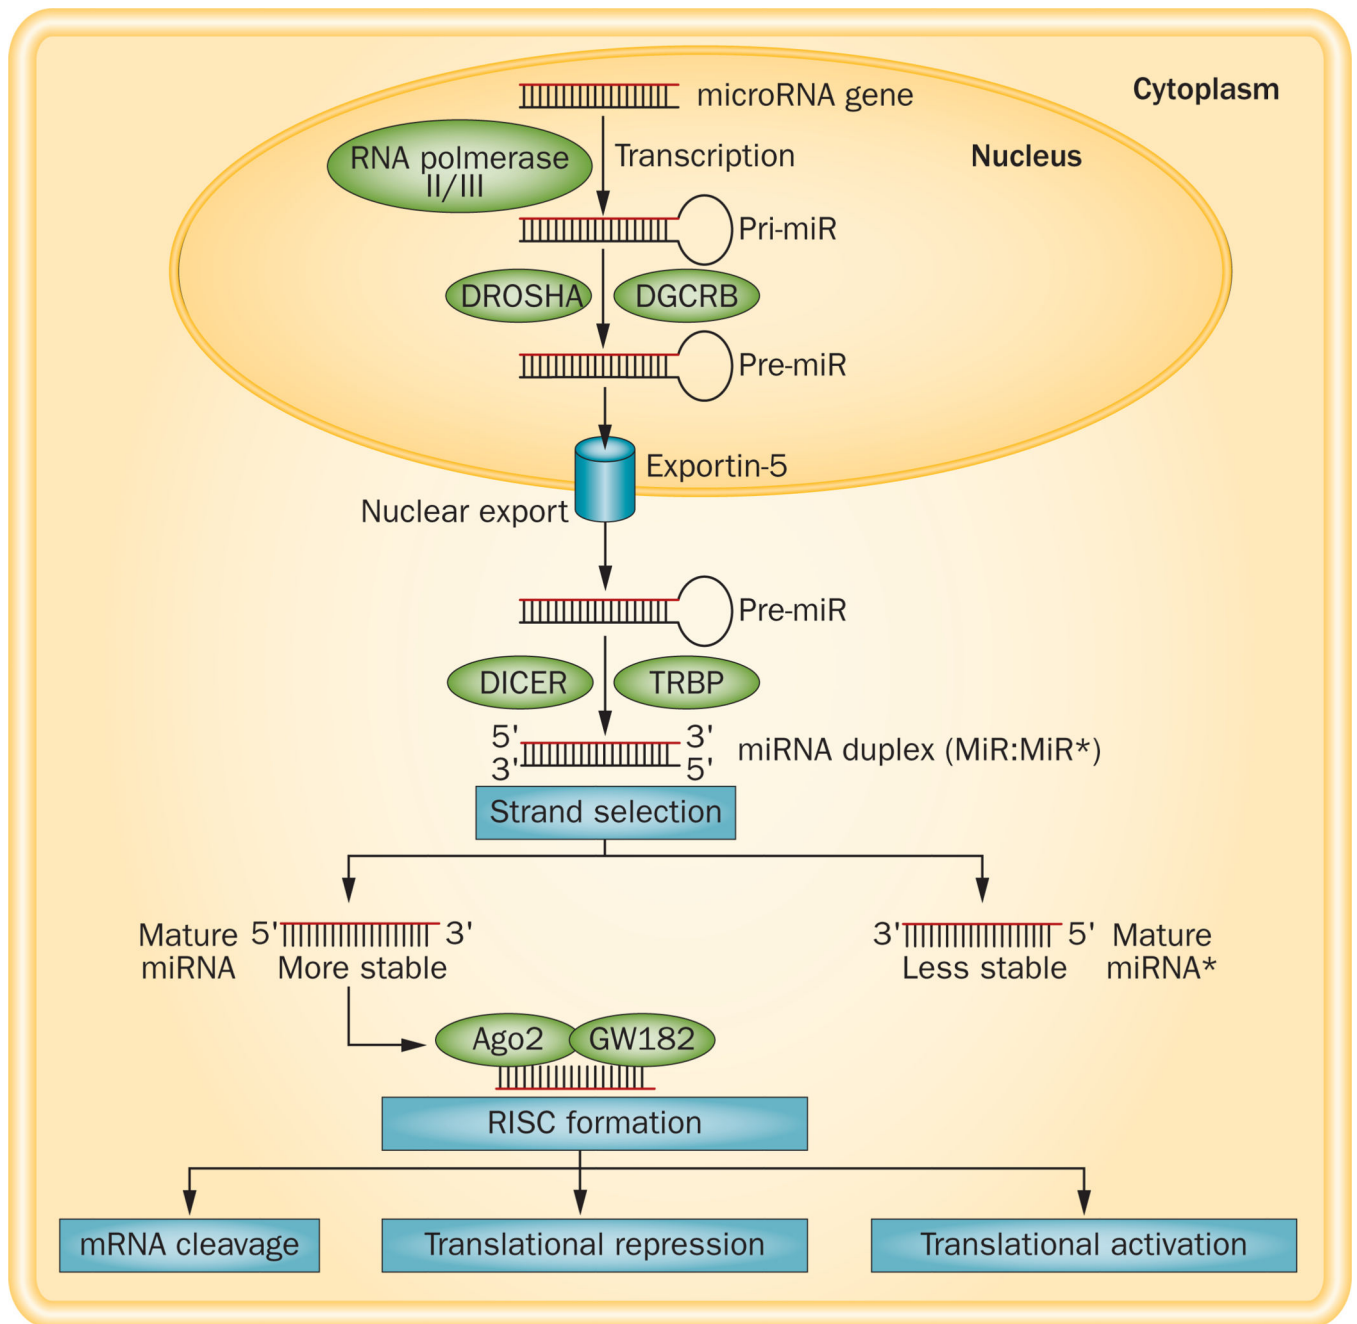 Cytoplasm
microRNA gene
Nucleus
RNA polmerase
II/III
Transcription
Pri-miR
DROSHA
DGCRB
Pre-miR
Exportin-5
Nuclear export
Pre-miR
DICER
TRBP
5' 3'
miRNA duplex (MiR:MiR*)
3' 5'
Strand selection
Mature
miRNA
5' 3'
More stable
3' 5'
Less stable
Mature
miRNA*
Ago2
GW182
RISC formation
mRNA cleavage
Translational repression
Translational activation